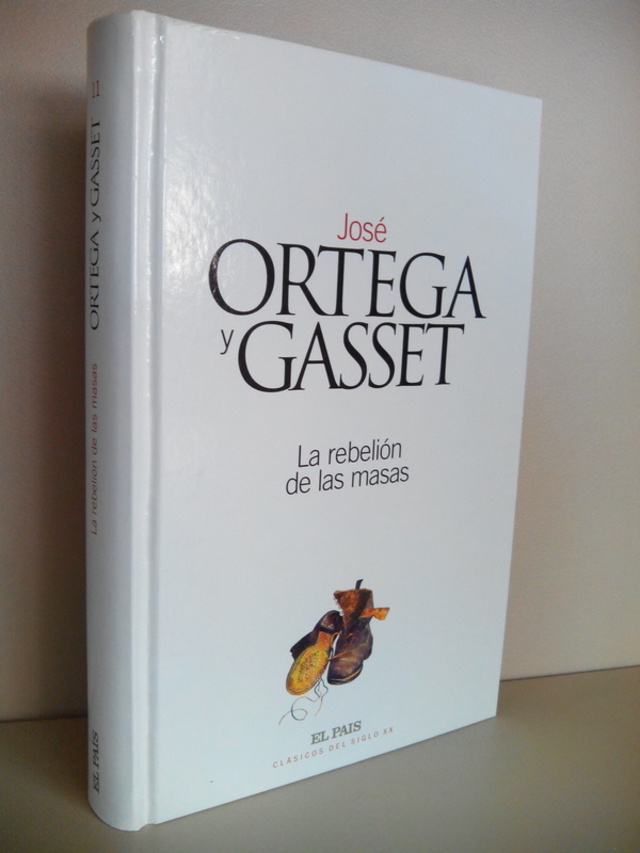 José
ORTEGA
y GASSET
La rebelión
de las masas
EL PAIS
CLÁSICOS DEL SIGLO XX
11
ORTEGA y GASSET
La rebelión de las masas
EL PAIS